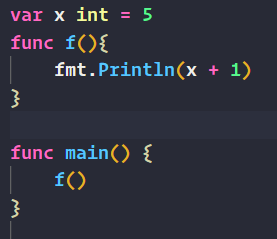 var x int = 5
func f(){
    fmt.Println(x + 1)
}

func main() {
    f()
}